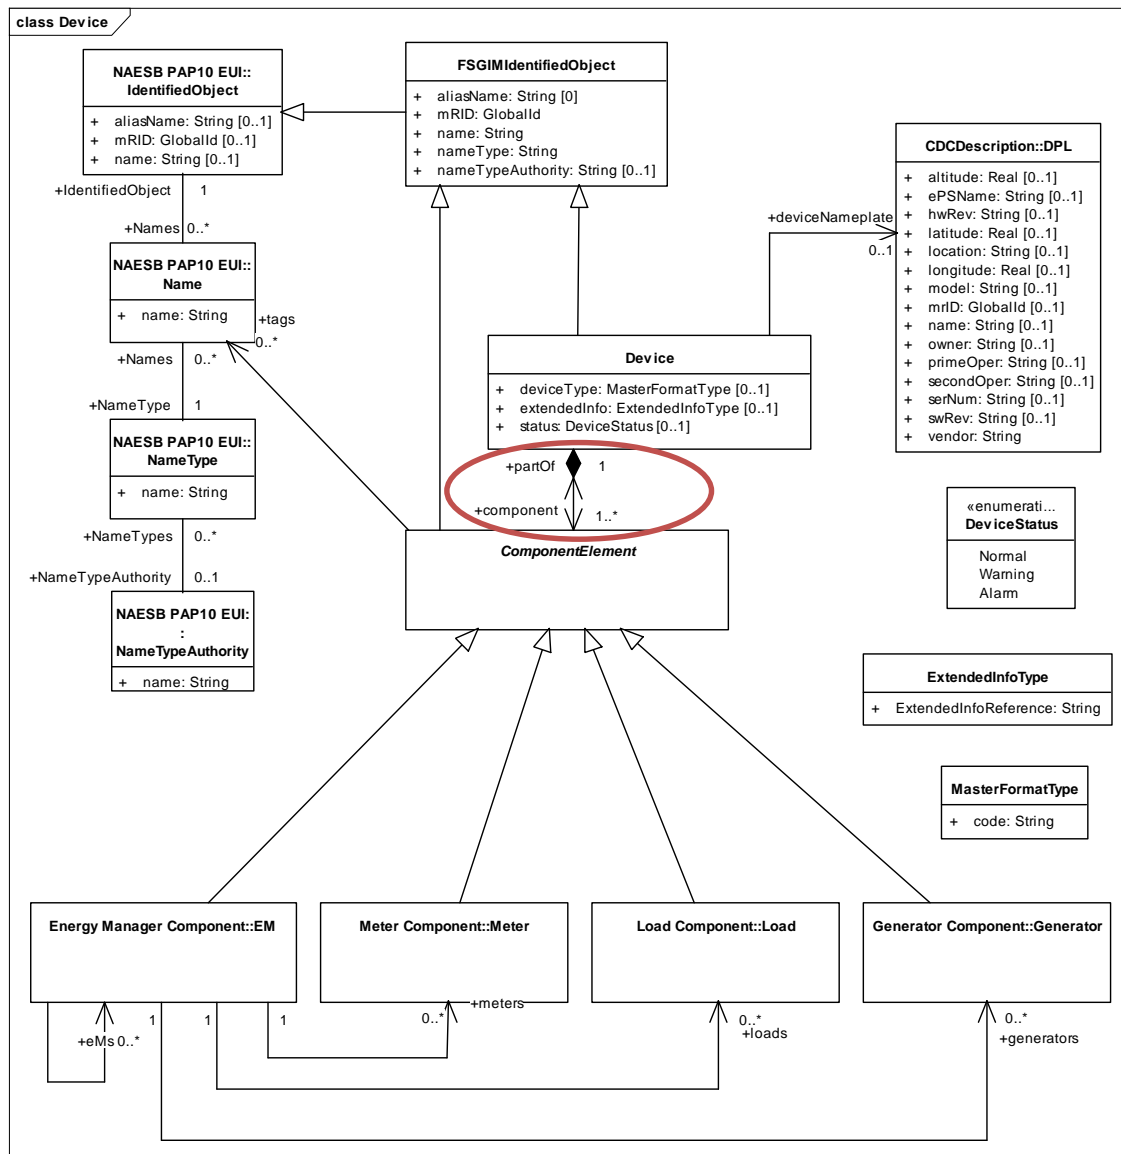 class Device
NAESB PAP10 EUI::
IdentifiedObject
+ aliasName: String [0..1]
+ mRID: GlobalId [0..1]
+ name: String [0..1]
FSGIMIdentifiedObject
+ aliasName: String [0]
+ mRID: GlobalId
+ name: String
+ nameType: String
+ nameTypeAuthority: String [0..1]
CDCDescription::DPL
+ altitude: Real [0..1]
+ ePSName: String [0..1]
+ hwRev: String [0..1]
+ latitude: Real [0..1]
+ location: String [0..1]
+ longitude: Real [0..1]
+ model: String [0..1]
+ mrID: GlobalId [0..1]
+ name: String [0..1]
+ owner: String [0..1]
+ primeOper: String [0..1]
+ secondOper: String [0..1]
+ serNum: String [0..1]
+ swRev: String [0..1]
+ vendor: String
+IdentifiedObject 1
+Names 0..*
+deviceNameplate
0..1
NAESB PAP10 EUI::
Name
+ name: String
+tags
0..*
+Names 0..*
+NameType 1
Device
+ deviceType: MasterFormatType [0..1]
+ extendedInfo: ExtendedInfoType [0..1]
+ status: DeviceStatus [0..1]
NAESB PAP10 EUI::
NameType
+ name: String
+partOf 1
+component 1..*
+NameTypes 0..*
+NameTypeAuthority 0..1
ComponentElement
«enumerati...
DeviceStatus
Normal
Warning
Alarm
NAESB PAP10 EUI:
:
NameTypeAuthority
+ name: String
ExtendedInfoType
+ ExtendedInfoReference: String
MasterFormatType
+ code: String
Energy Manager Component::EM
Meter Component::Meter
Load Component::Load
Generator Component::Generator
+eMs 0..*
1
1
1
0..*
+meters
0..*
+loads
0..*
+generators